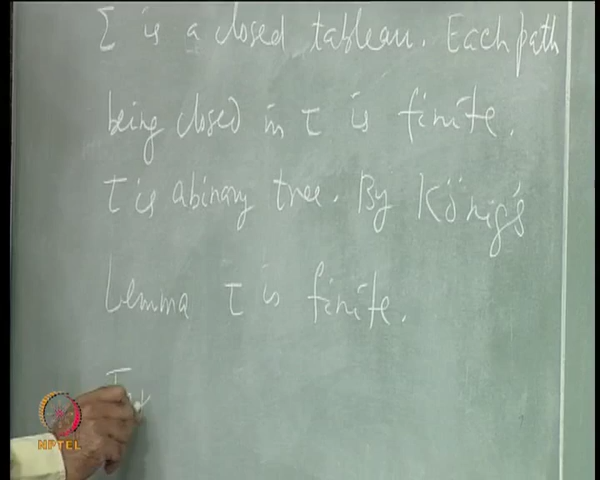 Σ is a closed tableau. Each path
being closed in τ is finite.
τ is a binary tree. By König's
Lemma τ is finite.
NPTEL